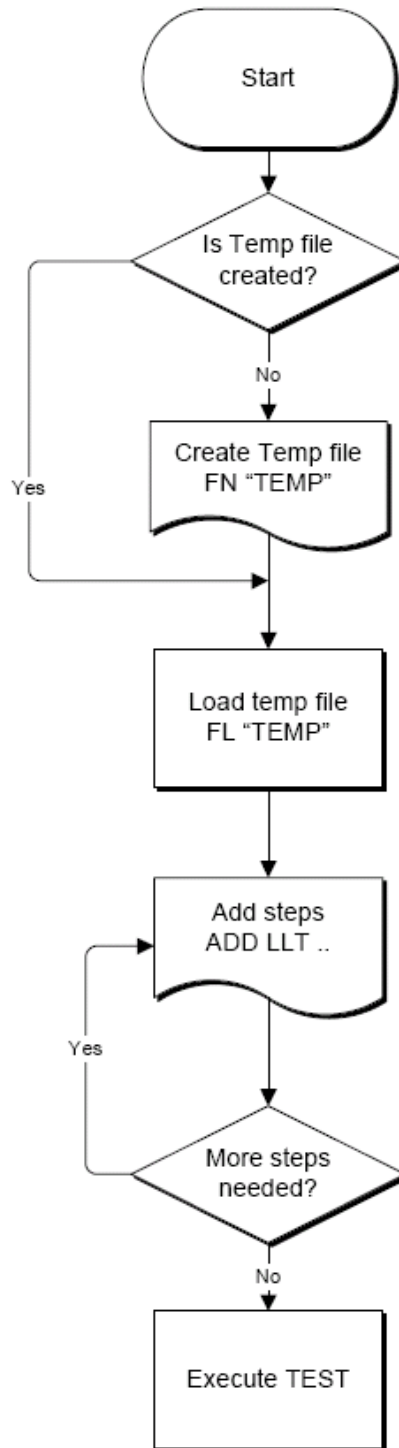 Start
Is Temp file
created?
No
Create Temp file
FN “TEMP”
Yes
Load temp file
FL “TEMP”
Add steps
ADD LLT ..
Yes
More steps
needed?
No
Execute TEST